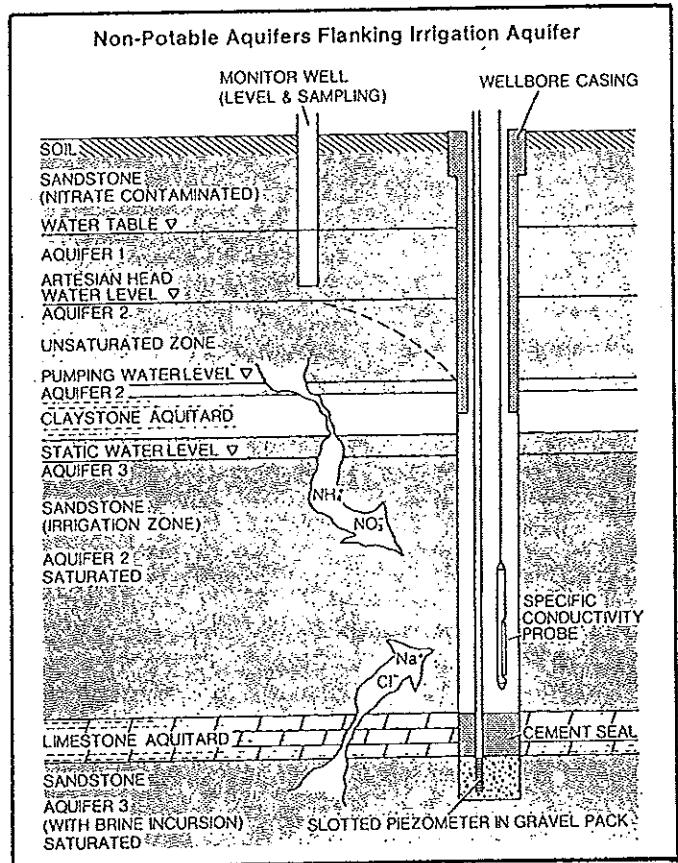 Non-Potable Aquifers Flanking Irrigation Aquifer
MONITOR WELL
(LEVEL & SAMPLING)
WELLBORE CASING
SOIL
SANDSTONE
(NITRATE CONTAMINATED)
WATER TABLE
AQUIFER 1
ARTESIAN HEAD
WATER LEVEL
AQUIFER 2
UNSATURATED ZONE
PUMPING WATER LEVEL
AQUIFER 2
CLAYSTONE AQUITARD
STATIC WATER LEVEL
AQUIFER 3
NH₄⁺
SANDSTONE
(IRRIGATION ZONE)
NO₃⁻
AQUIFER 2
SATURATED
SPECIFIC
CONDUCTIVITY
PROBE
Na⁺
Cl⁻
LIMESTONE AQUITARD
CEMENT SEAL
SANDSTONE
AQUIFER 3
(WITH BRINE INCURSION)
SATURATED
SLOTTED PIEZOMETER IN GRAVEL PACK